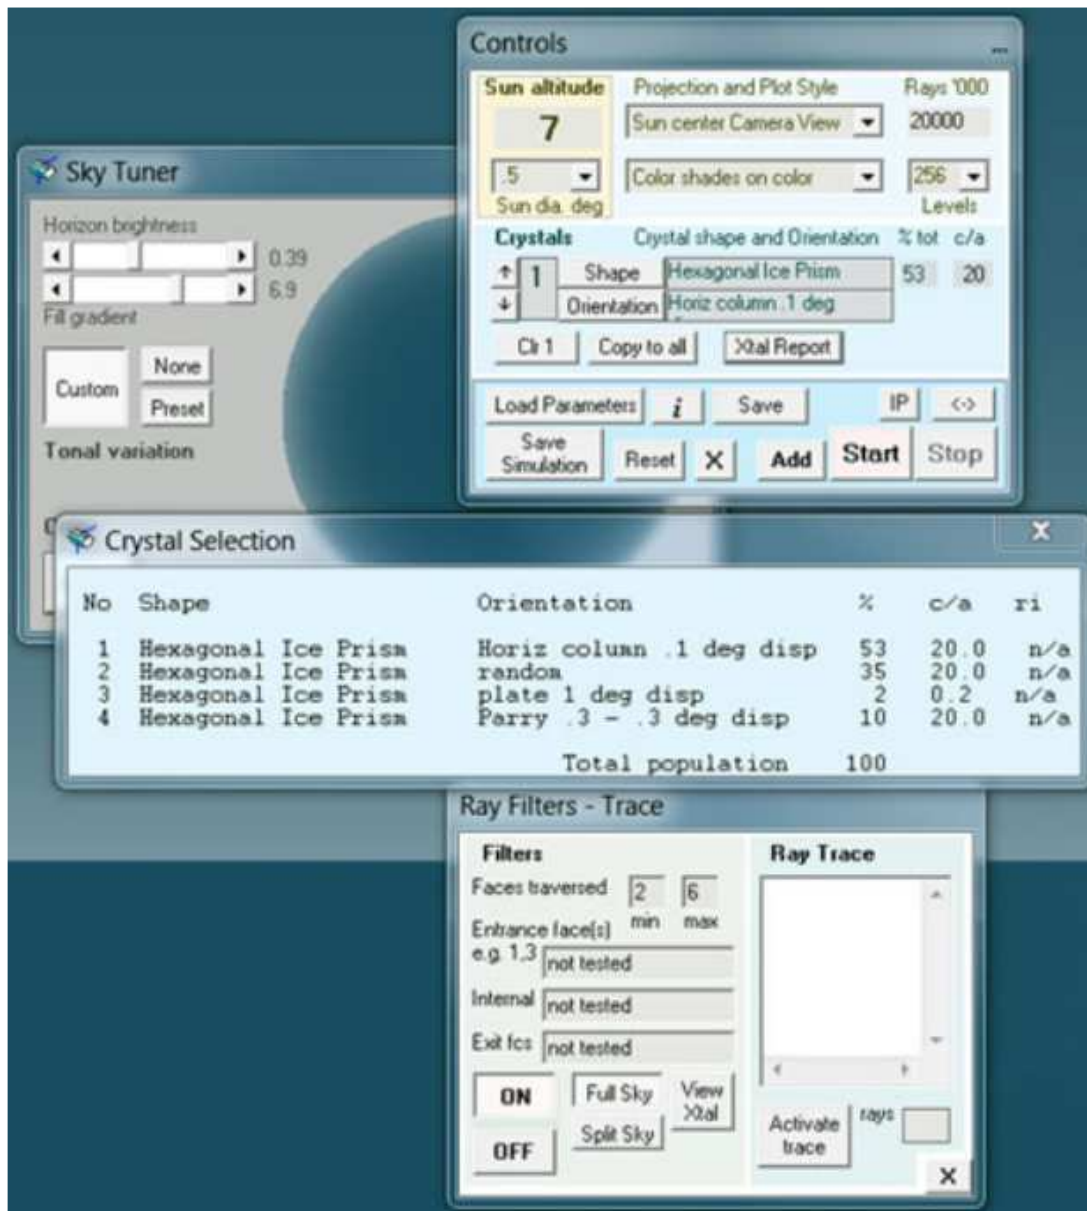 Controls
...
Sun altitude Projection and Plot Style Rays '000
7 Sun center Camera View 20000
.5 Color shades on color 256
Sun dia. deg Levels
Crystals Crystal shape and Orientation % tot c/a
1 Shape Hexagonal Ice Prism 53 20
Orientation Horiz column .1 deg
Clr 1 Copy to all Xtal Report
Load Parameters i Save IP <->
Save Simulation Reset X Add Start Stop
Sky Tuner
Horizon brightness
0.39
6.9
Fill gradient
Custom None
Preset
Tonal variation
Crystal Selection X
No Shape Orientation % c/a ri
1 Hexagonal Ice Prism Horiz column .1 deg disp 53 20.0 n/a
2 Hexagonal Ice Prism random 35 20.0 n/a
3 Hexagonal Ice Prism plate 1 deg disp 2 0.2 n/a
4 Hexagonal Ice Prism Parry .3 - .3 deg disp 10 20.0 n/a
Total population 100
Ray Filters - Trace
Filters Ray Trace
Faces traversed 2 6
min max
Entrance face(s)
e.g. 1,3 not tested
Internal not tested
Exit fcs not tested
ON Full Sky View Xtal
OFF Split Sky
Activate trace rays
X